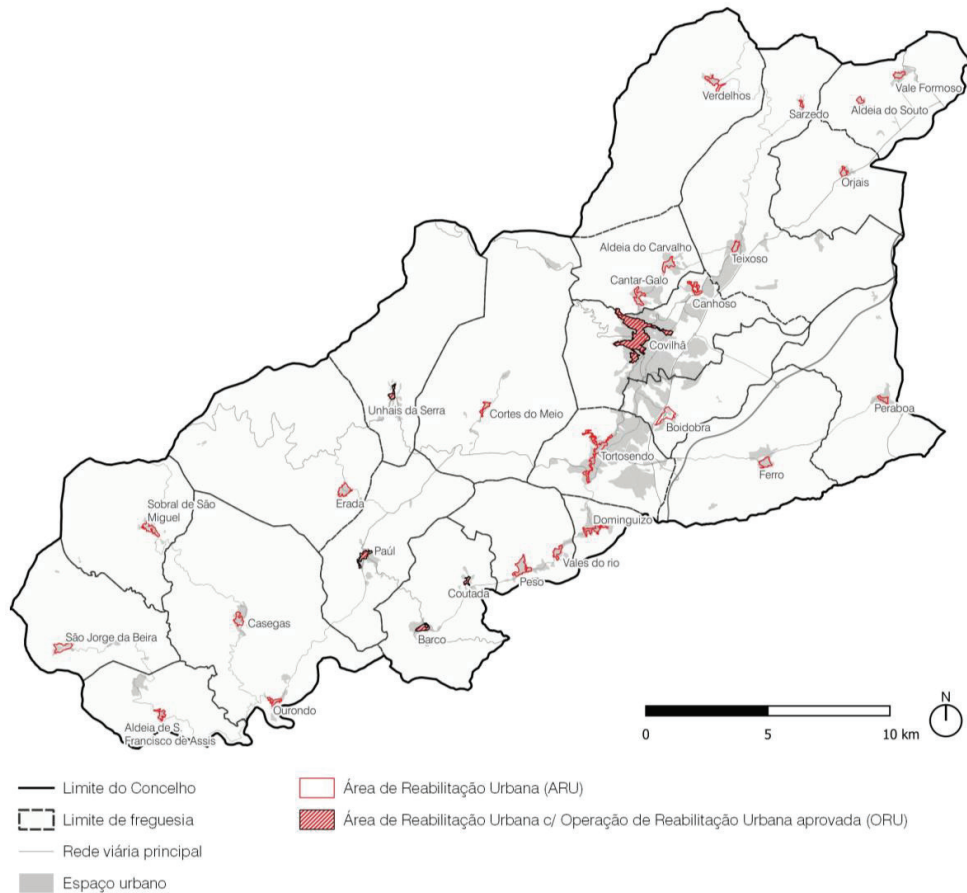 Verdelhos
Vale Formoso
Sarzedo
Aldeia do Souto
Orjais
Aldeia do Carvalho
Teixoso
Cantar-Galo
Canhoso
Covilhã
Unhais da Serra
Cortes do Meio
Peraboa
Boidobra
Tortosendo
Ferro
Erada
Sobral de São
Miguel
Dominguizo
Paúl
Vales do rio
Peso
Coutada
Casegas
Barco
São Jorge da Beira
Ourondo
Aldeia de S.
Francisco de Assis
N
0 5 10 km
Limite do Concelho
Limite de freguesia
Rede viária principal
Espaço urbano
Área de Reabilitação Urbana (ARU)
Área de Reabilitação Urbana c/ Operação de Reabilitação Urbana aprovada (ORU)